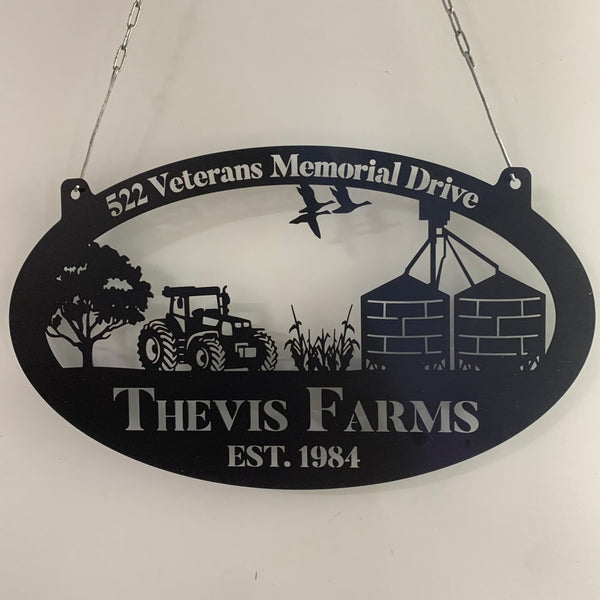 522 Veterans Memorial Drive
THEVIS FARMS
EST. 1984